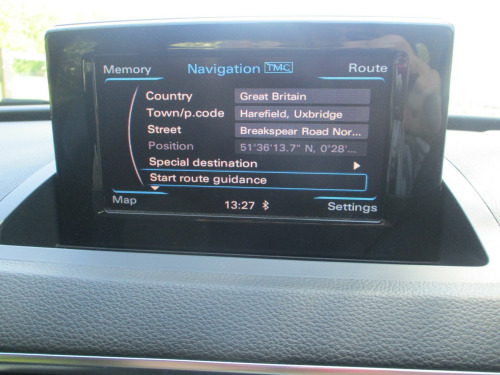 Memory Navigation TMC Route
Country Great Britain
Town/p.code Harefield, Uxbridge
Street Breakspear Road Nor...
Position 51°36'13.7" N, 0°28'...
Special destination
Start route guidance
Map 13:27 Settings